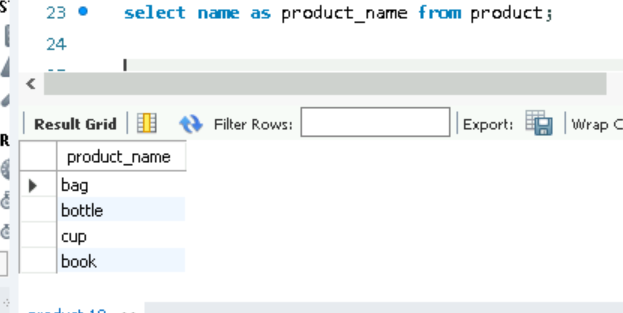 23 select name as product_name from product;
24
Result Grid Filter Rows: Export: Wrap C
product_name
bag
bottle
cup
book